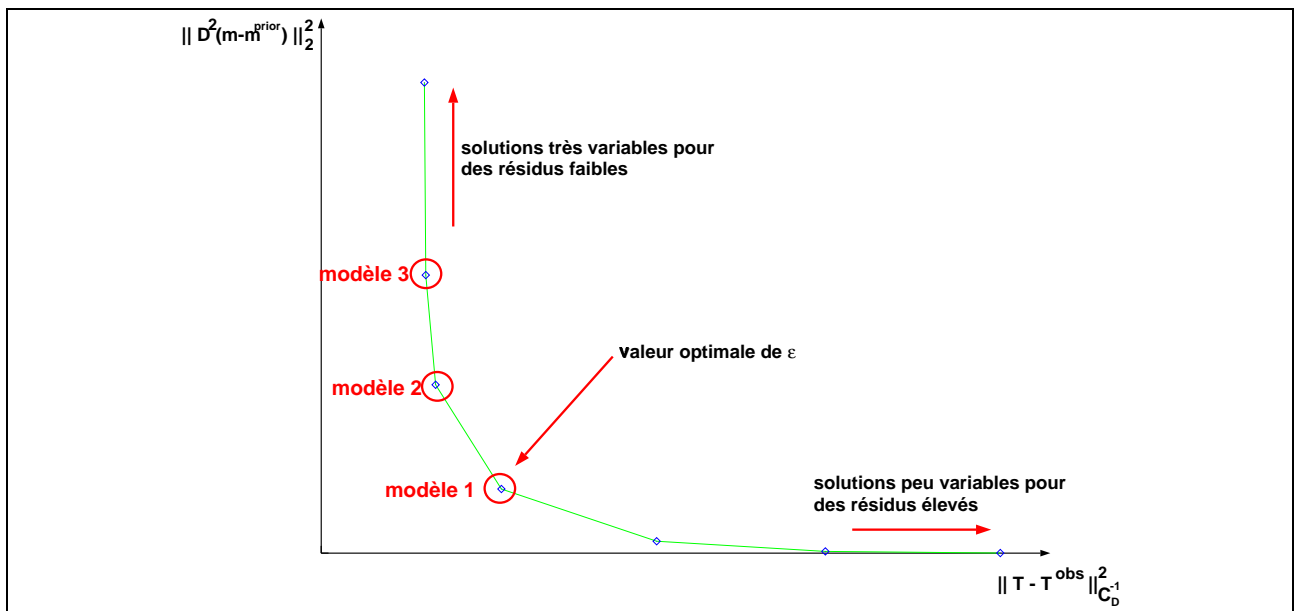 || D²(m-m^prior) ||₂²
solutions très variables pour
des résidus faibles
modèle 3
valeur optimale de ε
modèle 2
solutions peu variables pour
des résidus élevés
modèle 1
|| T - T^obs ||²_{C_D^-1}